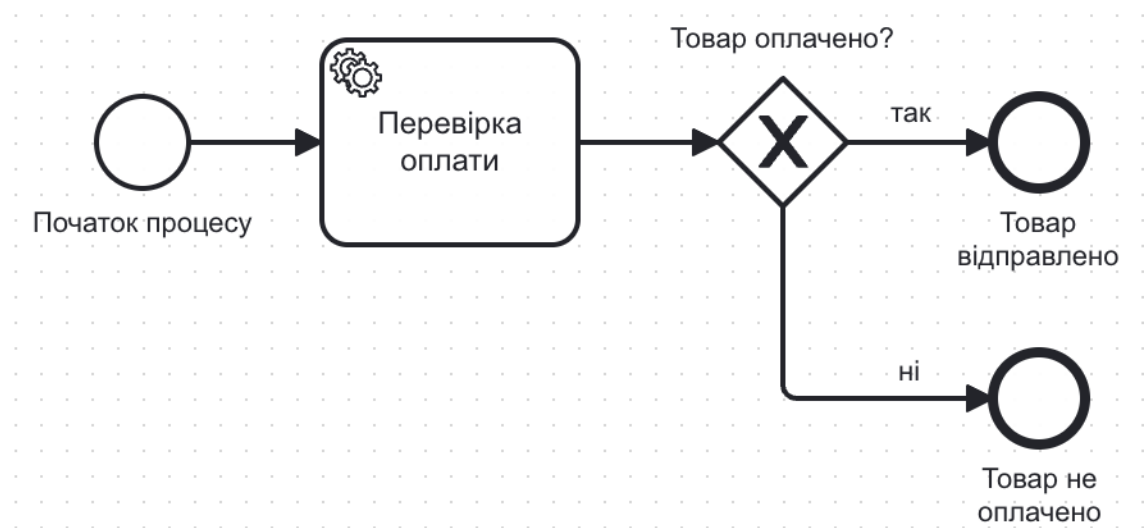 Товар оплачено?
Перевірка
оплати
так
Початок процесу
Товар
відправлено
ні
Товар не
оплачено